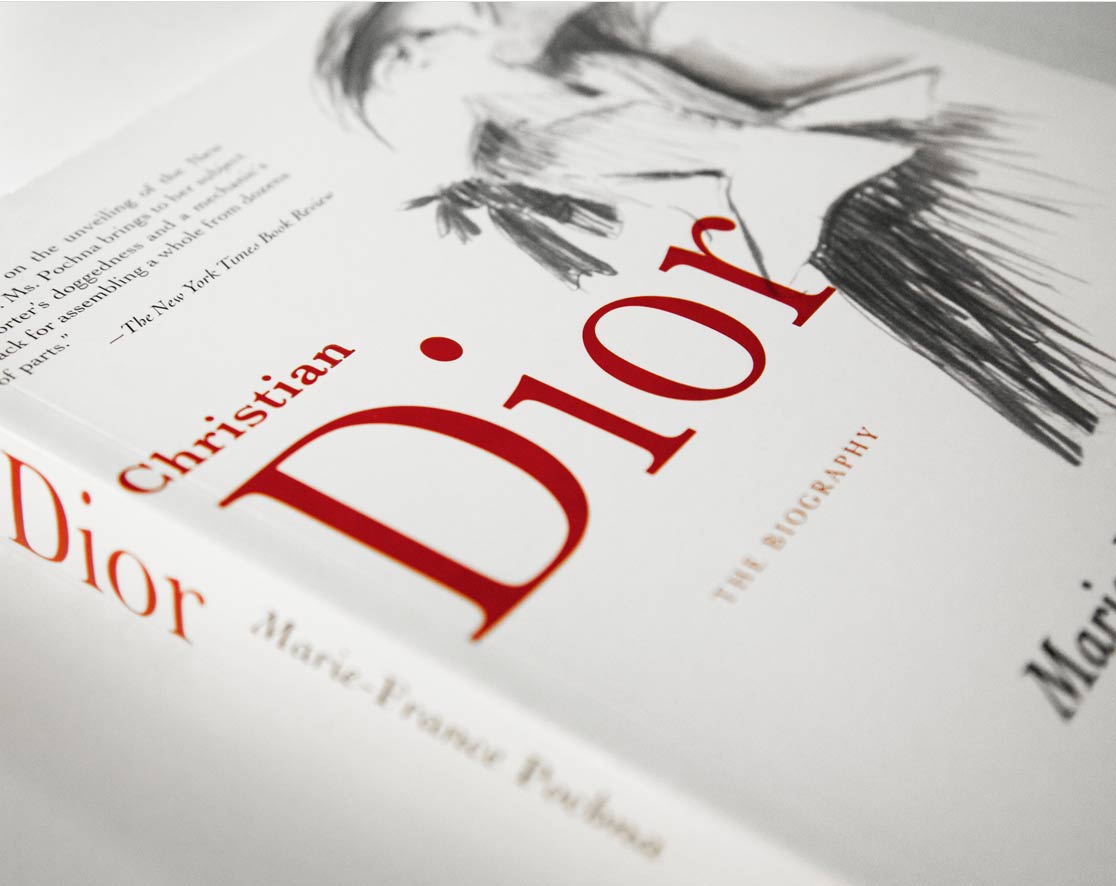 on the unveiling of the New
. Ms. Pochna brings to her subject
orter's doggedness and a mechanic's
ack for assembling a whole from dozens
of parts."
—The New York Times Book Review
Christian
Dior
THE BIOGRAPHY
Dior
Marie-France Pochna